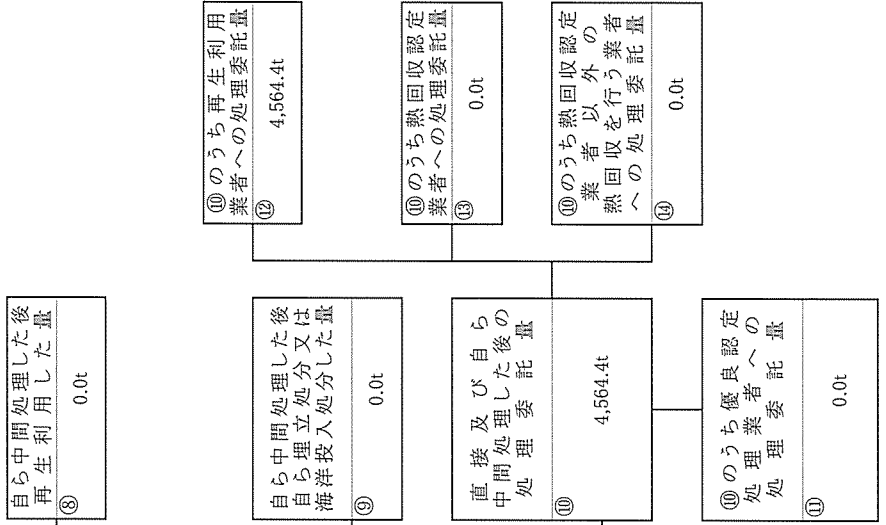 自ら中間処理した後
再生利用した量
⑧
0.0t
自ら中間処理した後
自ら埋立処分又は
海洋投入処分した量
⑨
0.0t
直接及び自ら
中間処理した後の
処理委託量
⑩
4,564.4t
⑩のうち優良認定
処理業者への
処理委託量
⑪
0.0t
⑩のうち再生利用
業者への処理委託量
⑫
4,564.4t
⑩のうち熱回収認定
業者への処理委託量
⑬
0.0t
⑩のうち熱回収認定
業者以外の
熱回収を行う業者
への処理委託量
⑭
0.0t